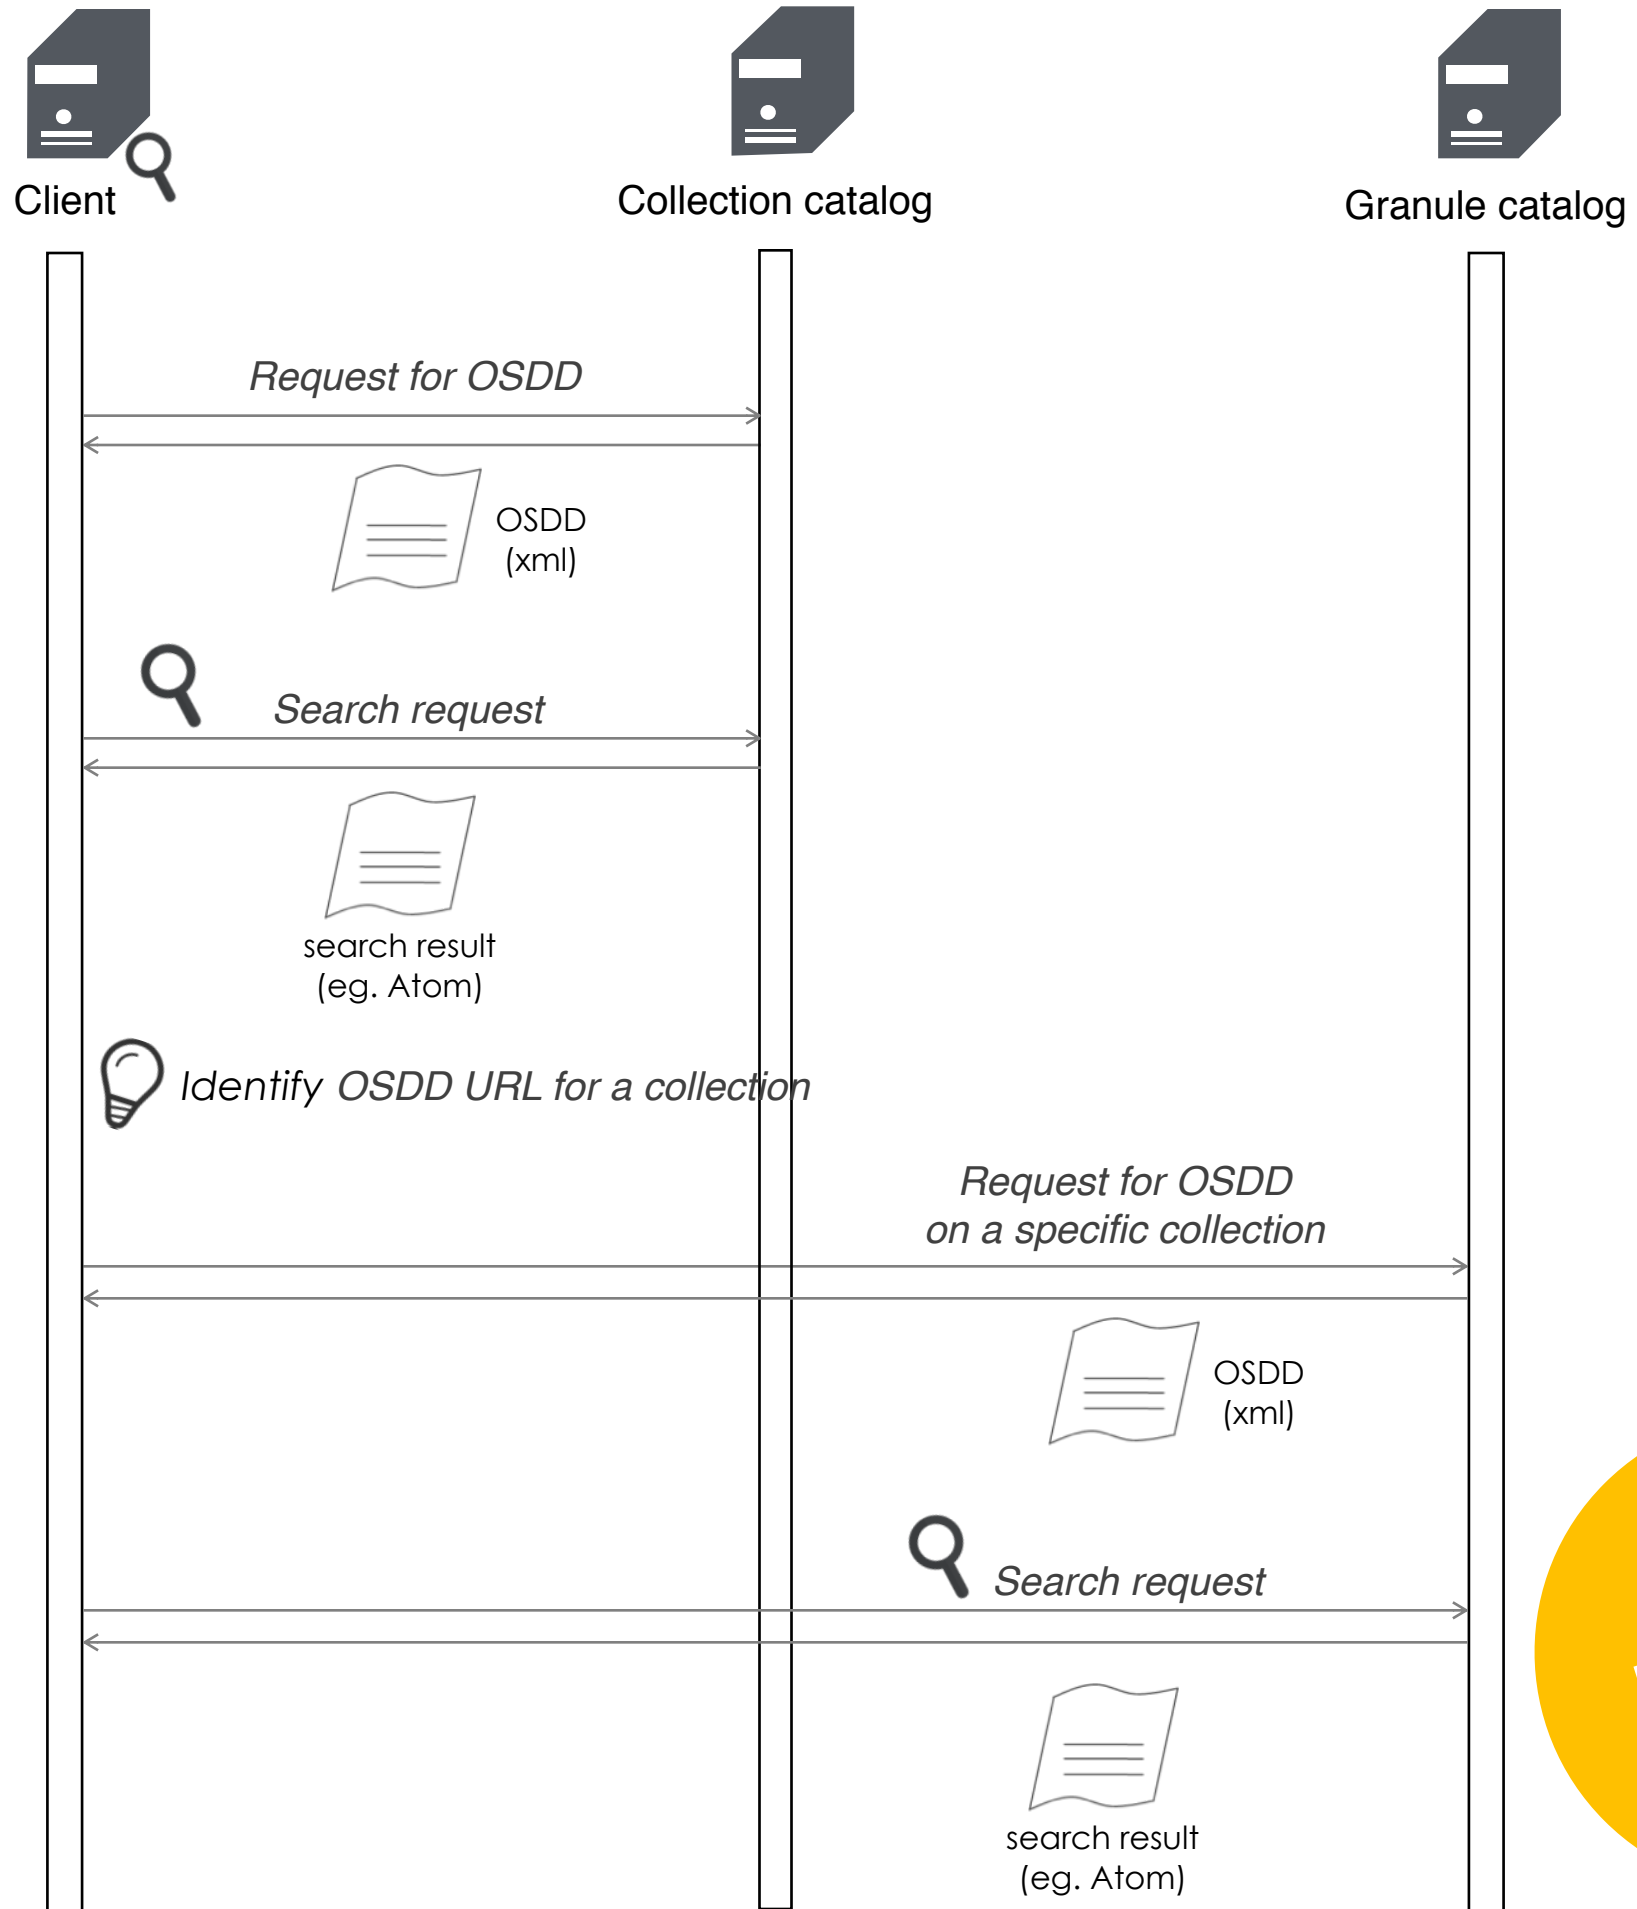 Client
Collection catalog
Granule catalog
Request for OSDD
OSDD
(xml)
Search request
search result
(eg. Atom)
Identify OSDD URL for a collection
Request for OSDD
on a specific collection
OSDD
(xml)
Search request
search result
(eg. Atom)